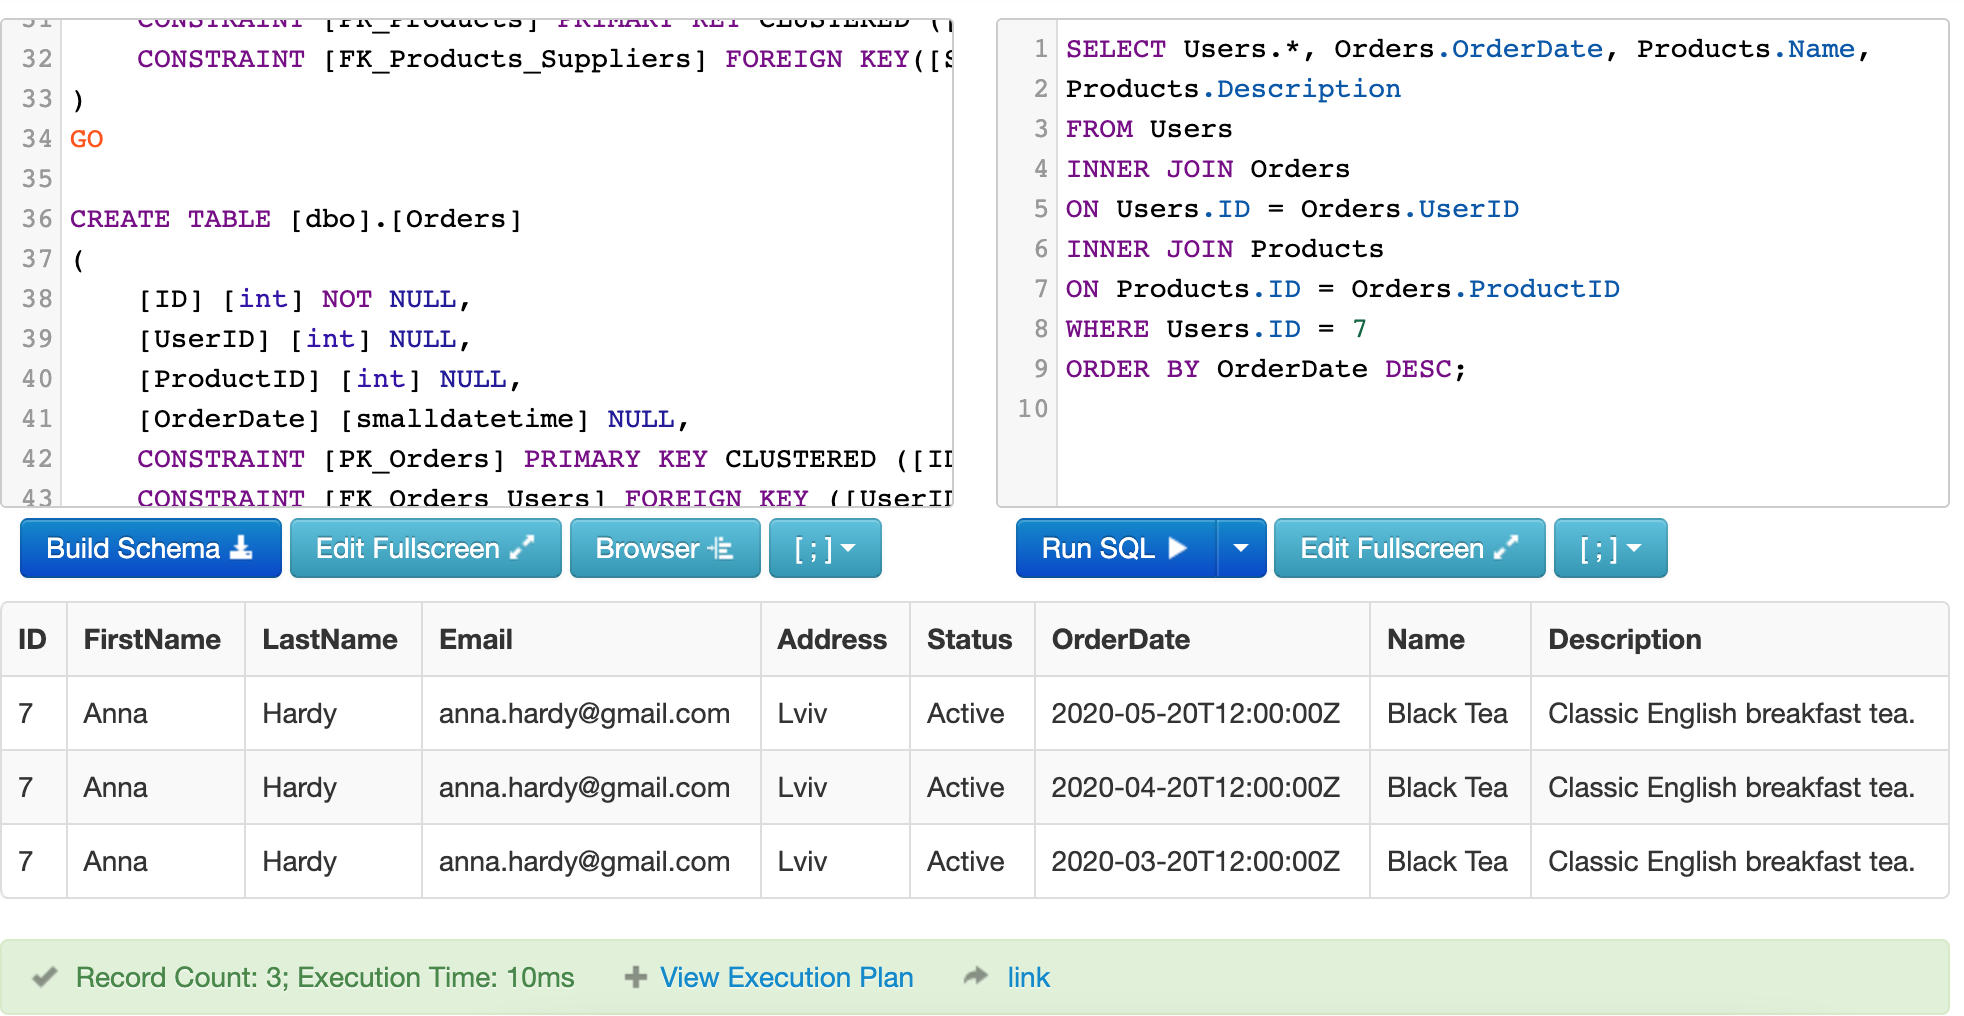 31 CONSTRAINT [PK_Products] PRIMARY KEY CLUSTERED (
32 CONSTRAINT [FK_Products_Suppliers] FOREIGN KEY([S
33 )
34 GO
35
36 CREATE TABLE [dbo].[Orders]
37 (
38 [ID] [int] NOT NULL,
39 [UserID] [int] NULL,
40 [ProductID] [int] NULL,
41 [OrderDate] [smalldatetime] NULL,
42 CONSTRAINT [PK_Orders] PRIMARY KEY CLUSTERED ([ID
43 CONSTRAINT [FK_Orders_Users] FOREIGN KEY ([UserID
1 SELECT Users.*, Orders.OrderDate, Products.Name,
2 Products.Description
3 FROM Users
4 INNER JOIN Orders
5 ON Users.ID = Orders.UserID
6 INNER JOIN Products
7 ON Products.ID = Orders.ProductID
8 WHERE Users.ID = 7
9 ORDER BY OrderDate DESC;
10
Build Schema Edit Fullscreen Browser [ ; ]
Run SQL Edit Fullscreen [ ; ]
ID FirstName LastName Email Address Status OrderDate Name Description
7 Anna Hardy anna.hardy@gmail.com Lviv Active 2020-05-20T12:00:00Z Black Tea Classic English breakfast tea.
7 Anna Hardy anna.hardy@gmail.com Lviv Active 2020-04-20T12:00:00Z Black Tea Classic English breakfast tea.
7 Anna Hardy anna.hardy@gmail.com Lviv Active 2020-03-20T12:00:00Z Black Tea Classic English breakfast tea.
Record Count: 3; Execution Time: 10ms View Execution Plan link